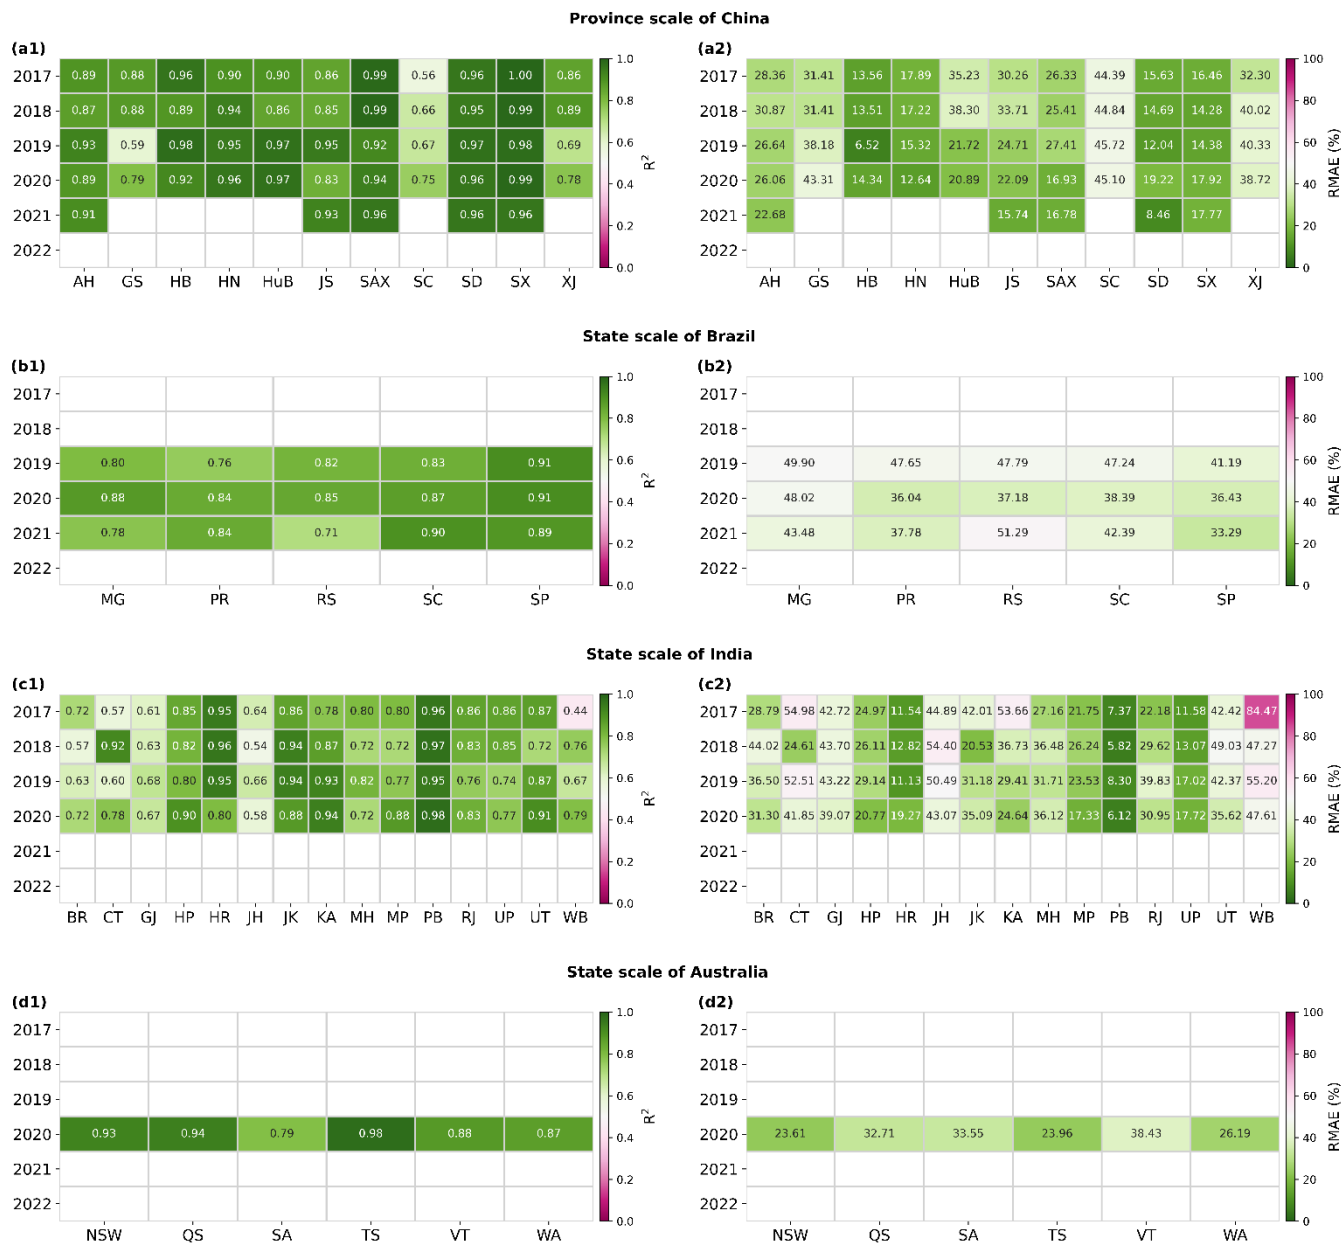 Province scale of China
(a1)
2017 0.89 0.88 0.96 0.90 0.90 0.86 0.99 0.56 0.96 1.00 0.86
2018 0.87 0.88 0.89 0.94 0.86 0.85 0.99 0.66 0.95 0.99 0.89
2019 0.93 0.59 0.98 0.95 0.97 0.95 0.92 0.67 0.97 0.98 0.69
2020 0.89 0.79 0.92 0.96 0.97 0.83 0.94 0.75 0.96 0.99 0.78
2021 0.91 0.93 0.96 0.96 0.96
2022
AH GS HB HN HuB JS SAX SC SD SX XJ
1.0
0.8
0.6
0.4
0.2
0.0
R²
(a2)
2017 28.36 31.41 13.56 17.89 35.23 30.26 26.33 44.39 15.63 16.46 32.30
2018 30.87 31.41 13.51 17.22 38.30 33.71 25.41 44.84 14.69 14.28 40.02
2019 26.64 38.18 6.52 15.32 21.72 24.71 27.41 45.72 12.04 14.38 40.33
2020 26.06 43.31 14.34 12.64 20.89 22.09 16.93 45.10 19.22 17.92 38.72
2021 22.68 15.74 16.78 8.46 17.77
2022
AH GS HB HN HuB JS SAX SC SD SX XJ
100
80
60
40
20
0
RMAE (%)
State scale of Brazil
(b1)
2017
2018
2019 0.80 0.76 0.82 0.83 0.91
2020 0.88 0.84 0.85 0.87 0.91
2021 0.78 0.84 0.71 0.90 0.89
2022
MG PR RS SC SP
1.0
0.8
0.6
0.4
0.2
0.0
R²
(b2)
2017
2018
2019 49.90 47.65 47.79 47.24 41.19
2020 48.02 36.04 37.18 38.39 36.43
2021 43.48 37.78 51.29 42.39 33.29
2022
MG PR RS SC SP
100
80
60
40
20
0
RMAE (%)
State scale of India
(c1)
2017 0.72 0.57 0.61 0.85 0.95 0.64 0.86 0.78 0.80 0.80 0.96 0.86 0.86 0.87 0.44
2018 0.57 0.92 0.63 0.82 0.96 0.54 0.94 0.87 0.72 0.72 0.97 0.83 0.85 0.72 0.76
2019 0.63 0.60 0.68 0.80 0.95 0.66 0.94 0.93 0.82 0.77 0.95 0.76 0.74 0.87 0.67
2020 0.72 0.78 0.67 0.90 0.80 0.58 0.88 0.94 0.72 0.88 0.98 0.83 0.77 0.91 0.79
2021
2022
BR CT GJ HP HR JH JK KA MH MP PB RJ UP UT WB
1.0
0.8
0.6
0.4
0.2
0.0
R²
(c2)
2017 28.79 54.98 42.72 24.97 11.54 44.89 42.01 53.66 27.16 21.75 7.37 22.18 11.58 42.42 84.47
2018 44.02 24.61 43.70 26.11 12.82 54.40 20.53 36.73 36.48 26.24 5.82 29.62 13.07 49.03 47.27
2019 36.50 52.51 43.22 29.14 11.13 50.49 31.18 29.41 31.71 23.53 8.30 39.83 17.02 42.37 55.20
2020 31.30 41.85 39.07 20.77 19.27 43.07 35.09 24.64 36.12 17.33 6.12 30.95 17.72 35.62 47.61
2021
2022
BR CT GJ HP HR JH JK KA MH MP PB RJ UP UT WB
100
80
60
40
20
0
RMAE (%)
State scale of Australia
(d1)
2017
2018
2019
2020 0.93 0.94 0.79 0.98 0.88 0.87
2021
2022
NSW QS SA TS VT WA
1.0
0.8
0.6
0.4
0.2
0.0
R²
(d2)
2017
2018
2019
2020 23.61 32.71 33.55 23.96 38.43 26.19
2021
2022
NSW QS SA TS VT WA
100
80
60
40
20
0
RMAE (%)